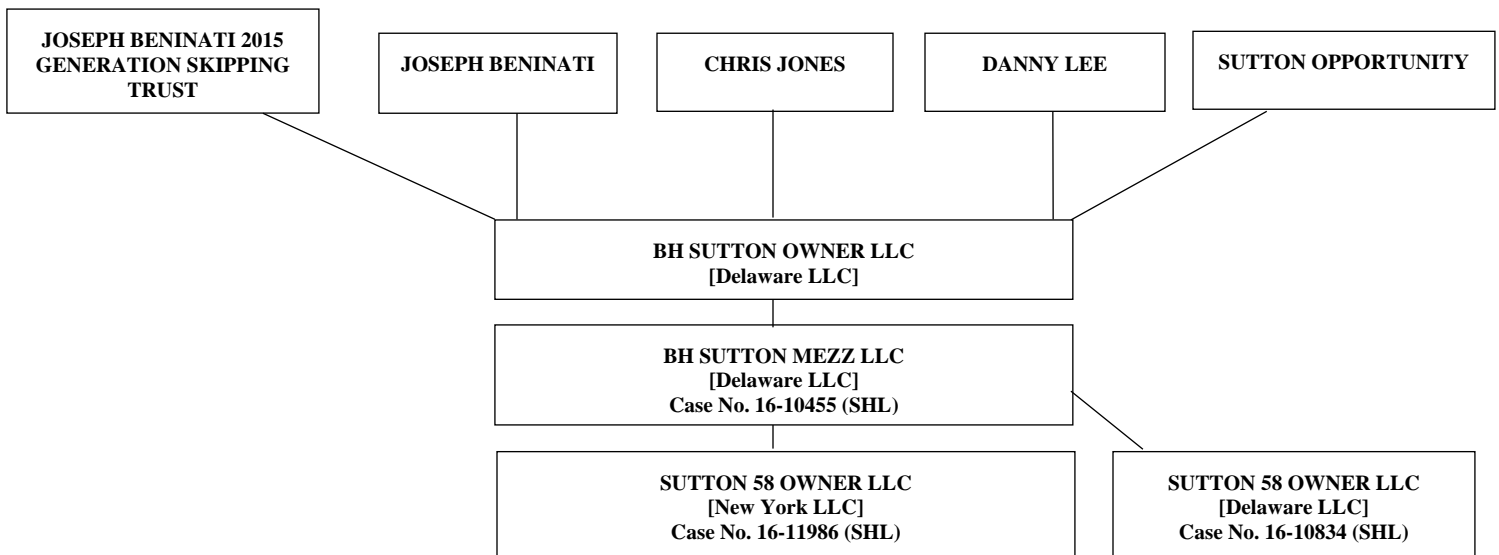 JOSEPH BENINATI 2015
GENERATION SKIPPING
TRUST
JOSEPH BENINATI
CHRIS JONES
DANNY LEE
SUTTON OPPORTUNITY
BH SUTTON OWNER LLC
[Delaware LLC]
BH SUTTON MEZZ LLC
[Delaware LLC]
Case No. 16-10455 (SHL)
SUTTON 58 OWNER LLC
[New York LLC]
Case No. 16-11986 (SHL)
SUTTON 58 OWNER LLC
[Delaware LLC]
Case No. 16-10834 (SHL)